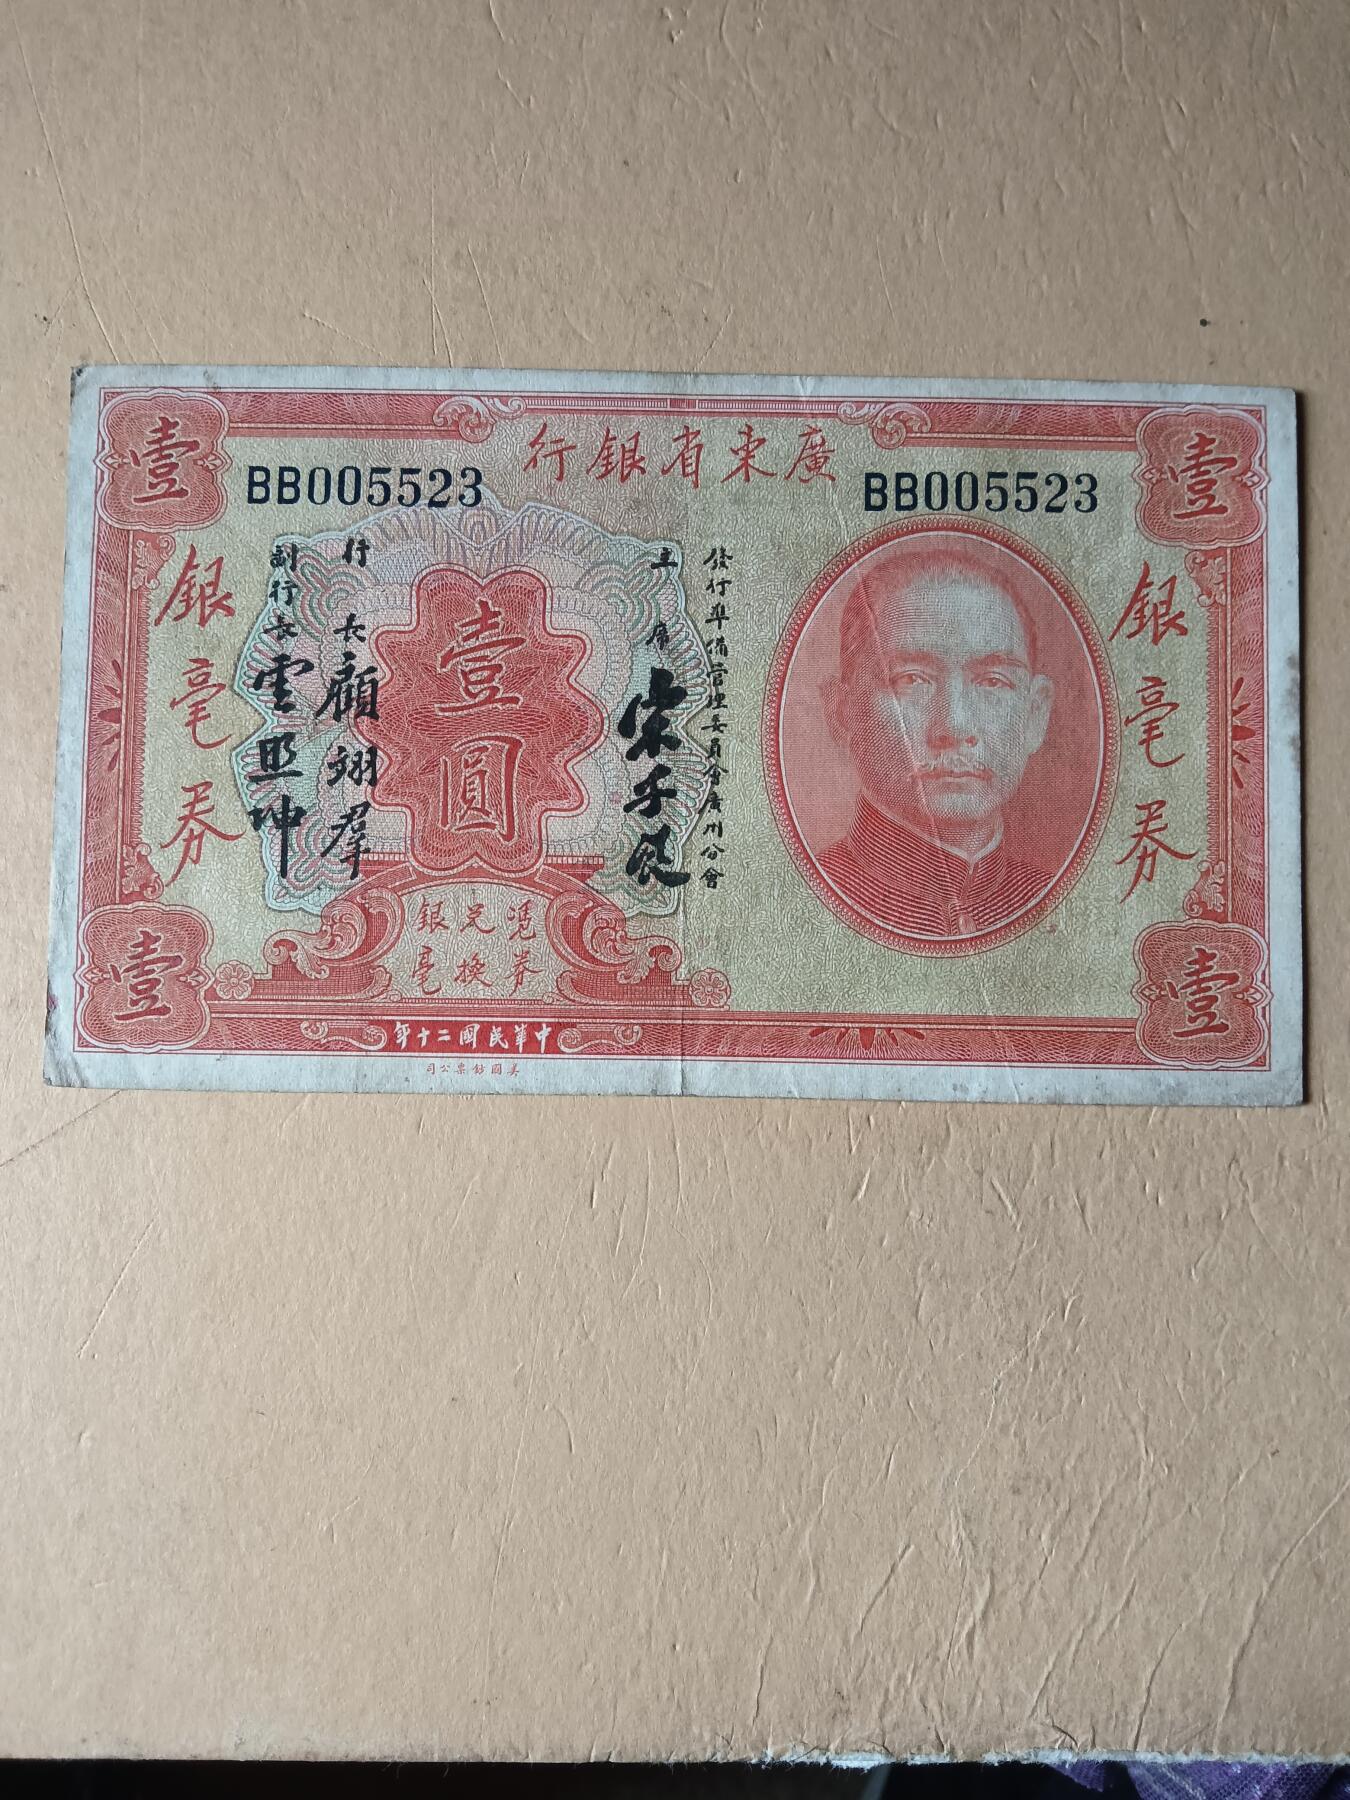 廣東省銀行
BB005523
BB005523
壹
壹
銀毫券
銀毫券
發行準備管理委員會廣州分會
主席
宋子良
壹圓
行長
顧翊羣
副行長
雲照坤
憑券
兌換
銀毫
壹
壹
中華民國二十年
美國鈔票公司